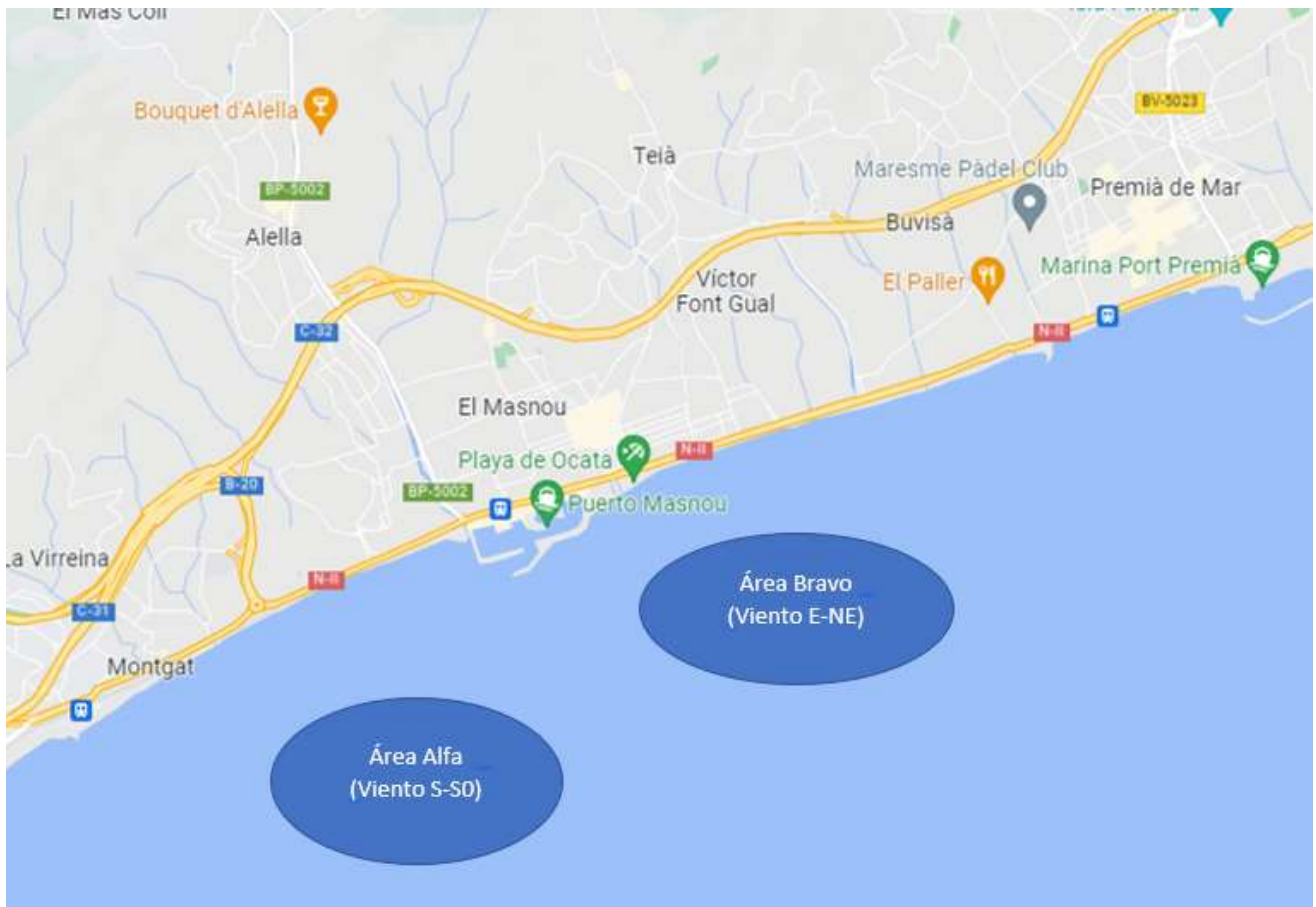 El Mas Coll
Bouquet d'Alella
BV-5023
Teià
Maresme Pàdel Club
BP-5002
Premià de Mar
Alella
Buvisà
Marina Port Premià
Víctor
Font Gual
El Paller
C-32
N-II
El Masnou
Playa de Ocata
N-II
B-20
BP-5002
Puerto Masnou
La Virreina
N-II
C-31
Área Bravo
(Viento E-NE)
Montgat
Área Alfa
(Viento S-S0)